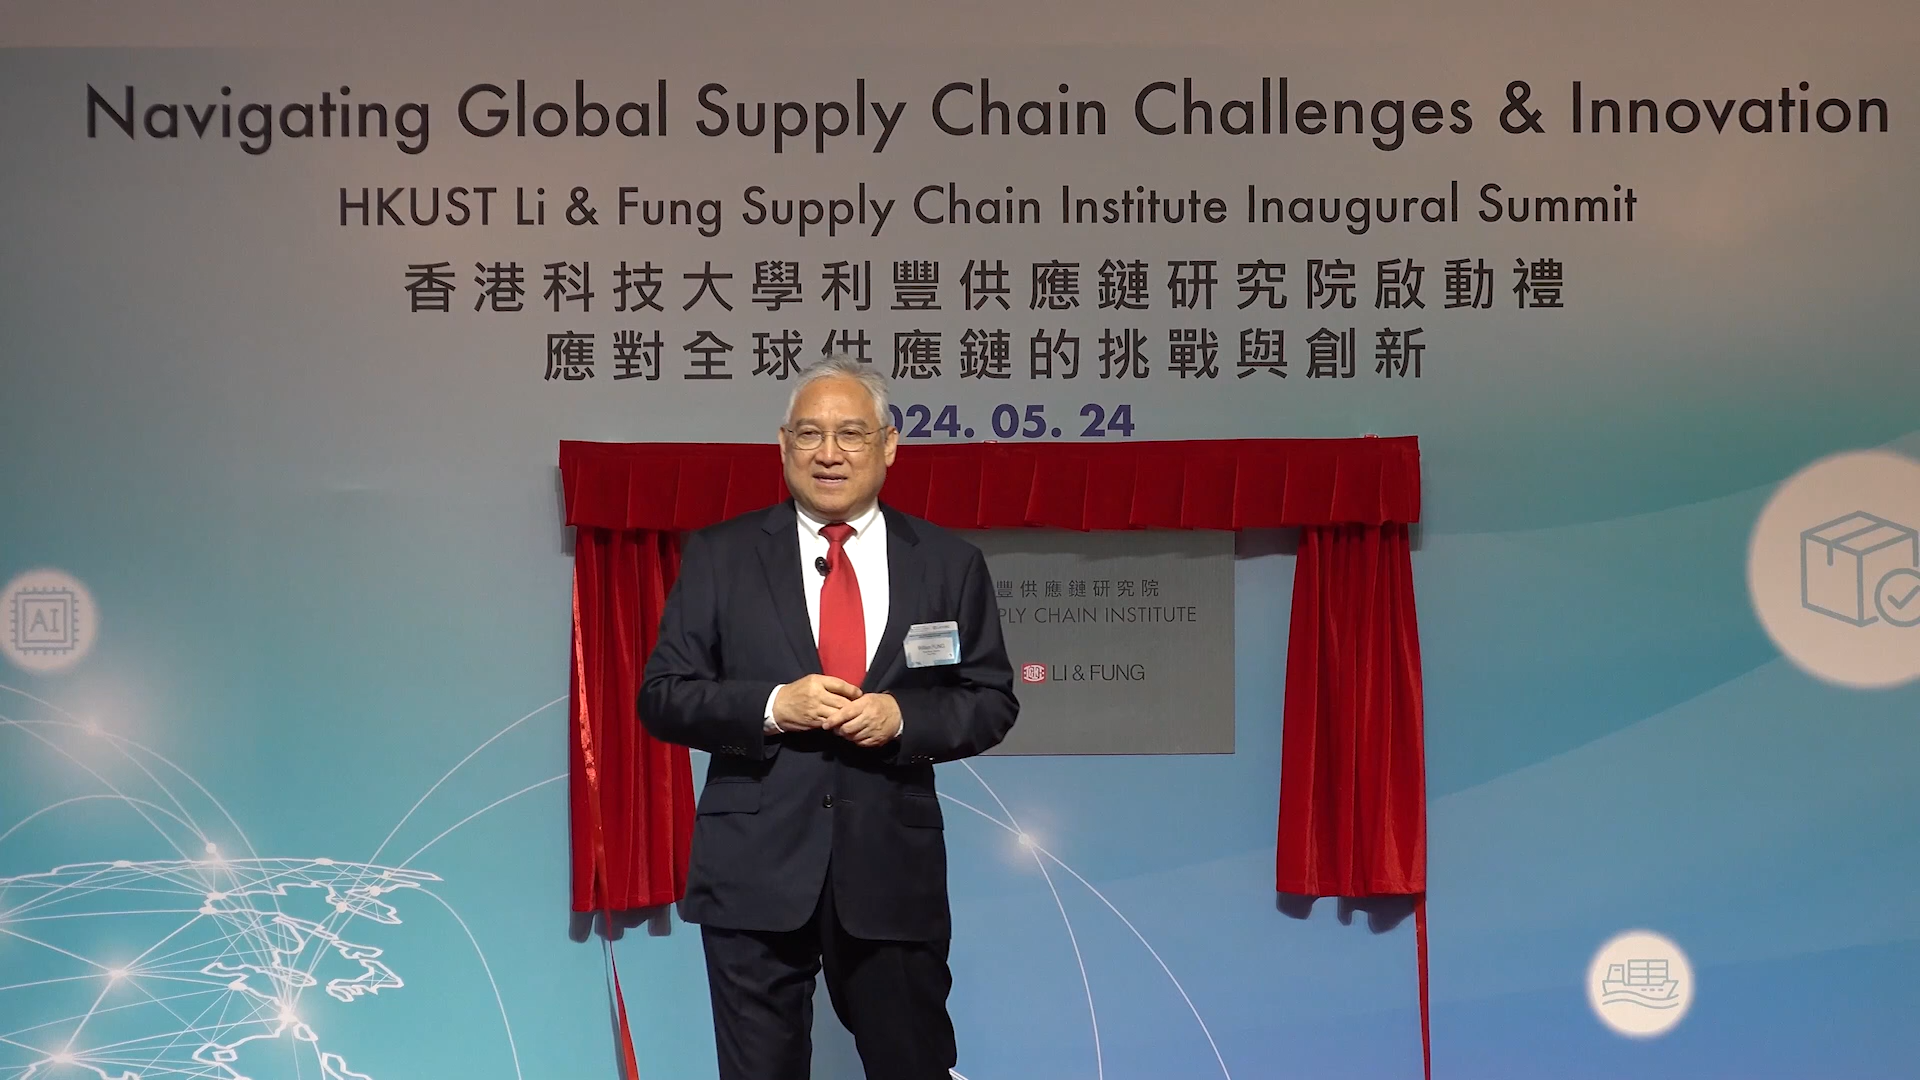 Navigating Global Supply Chain Challenges & Innovation
HKUST Li & Fung Supply Chain Institute Inaugural Summit
香港科技大學利豐供應鏈研究院啟動禮
應對全球供應鏈的挑戰與創新
024. 05. 24
豐供應鏈研究院
PLY CHAIN INSTITUTE
LI & FUNG
William FUNG
AI